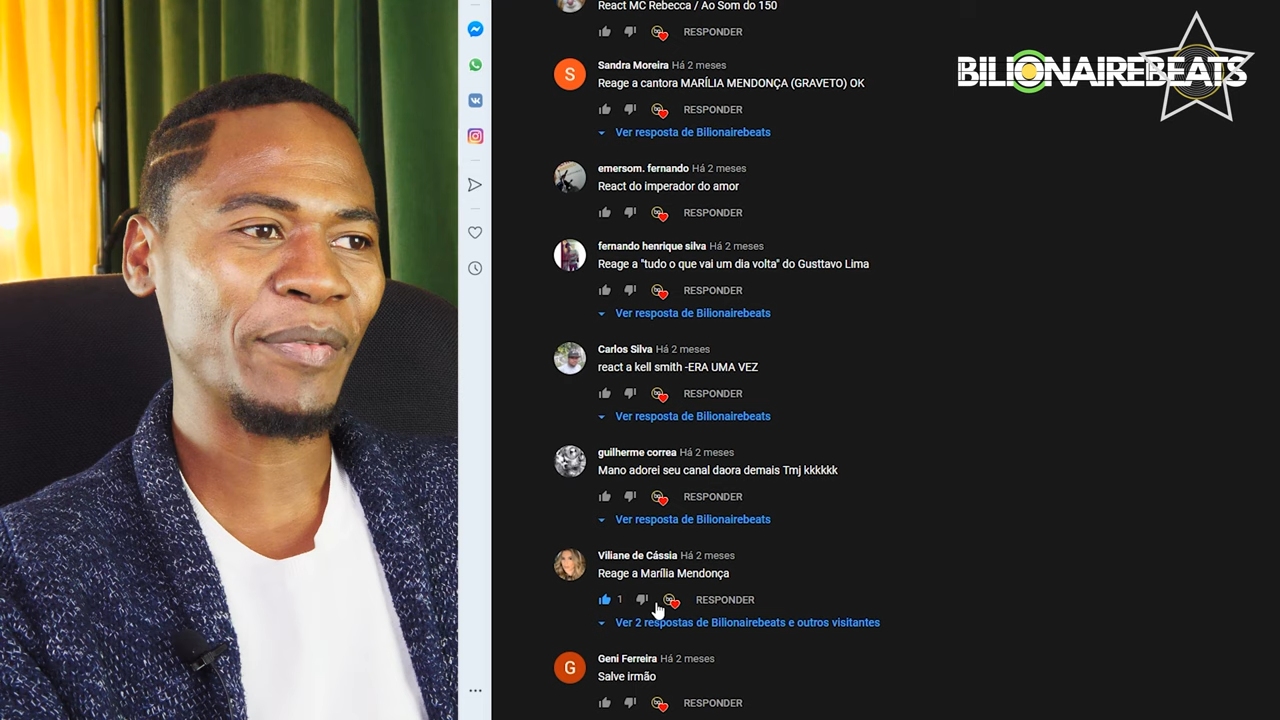 React MC Rebecca / Ao Som do 150
RESPONDER
BILIONAIREBEATS
Sandra Moreira Há 2 meses
Reage a cantora MARÍLIA MENDONÇA (GRAVETO) OK
RESPONDER
Ver resposta de Bilionairebeats
emersom. fernando Há 2 meses
React do imperador do amor
RESPONDER
fernando henrique silva Há 2 meses
Reage a "tudo o que vai um dia volta" do Gusttavo Lima
RESPONDER
Ver resposta de Bilionairebeats
Carlos Silva Há 2 meses
react a kell smith -ERA UMA VEZ
RESPONDER
Ver resposta de Bilionairebeats
guilherme correa Há 2 meses
Mano adorei seu canal daora demais Tmj kkkkkk
RESPONDER
Ver resposta de Bilionairebeats
Viliane de Cássia Há 2 meses
Reage a Marília Mendonça
1 RESPONDER
Ver 2 respostas de Bilionairebeats e outros visitantes
G
Geni Ferreira Há 2 meses
Salve irmão
RESPONDER
S